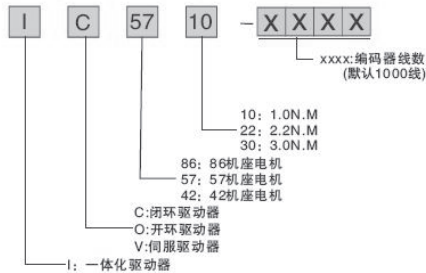 I C 57 10 - X X X X
xxxx:编码器线数
(默认1000线)
10：1.0N.M
22：2.2N.M
30：3.0N.M
86：86机座电机
57：57机座电机
42：42机座电机
C:闭环驱动器
O:开环驱动器
V:伺服驱动器
I：一体化驱动器